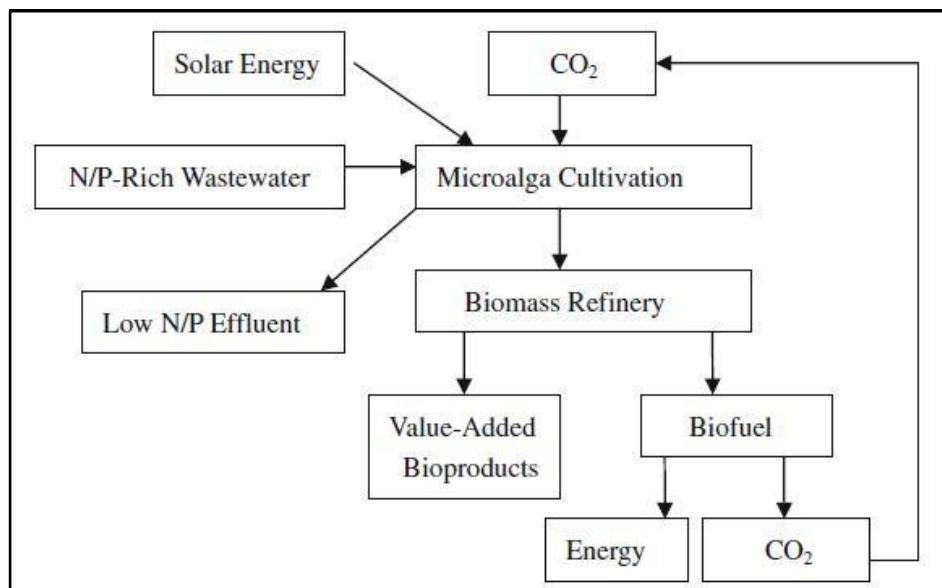 Solar Energy
CO₂
N/P-Rich Wastewater
Microalga Cultivation
Low N/P Effluent
Biomass Refinery
Value-Added
Bioproducts
Biofuel
Energy
CO₂